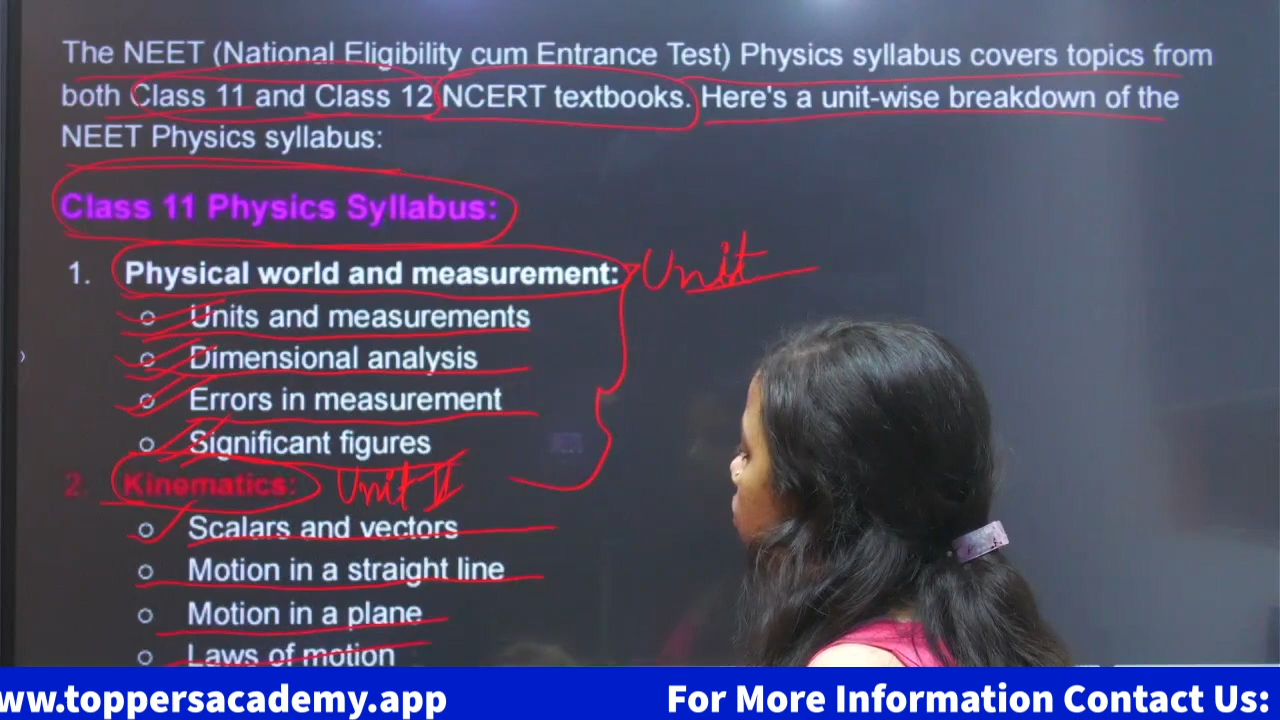 The NEET (National Eligibility cum Entrance Test) Physics syllabus covers topics from
both Class 11 and Class 12 NCERT textbooks. Here's a unit-wise breakdown of the
NEET Physics syllabus:
Class 11 Physics Syllabus:
1. Physical world and measurement: Unit
Units and measurements
Dimensional analysis
Errors in measurement
Significant figures
2. Kinematics: Unit II
Scalars and vectors
Motion in a straight line
Motion in a plane
Laws of motion
ww.toppersacademy.app For More Information Contact Us: